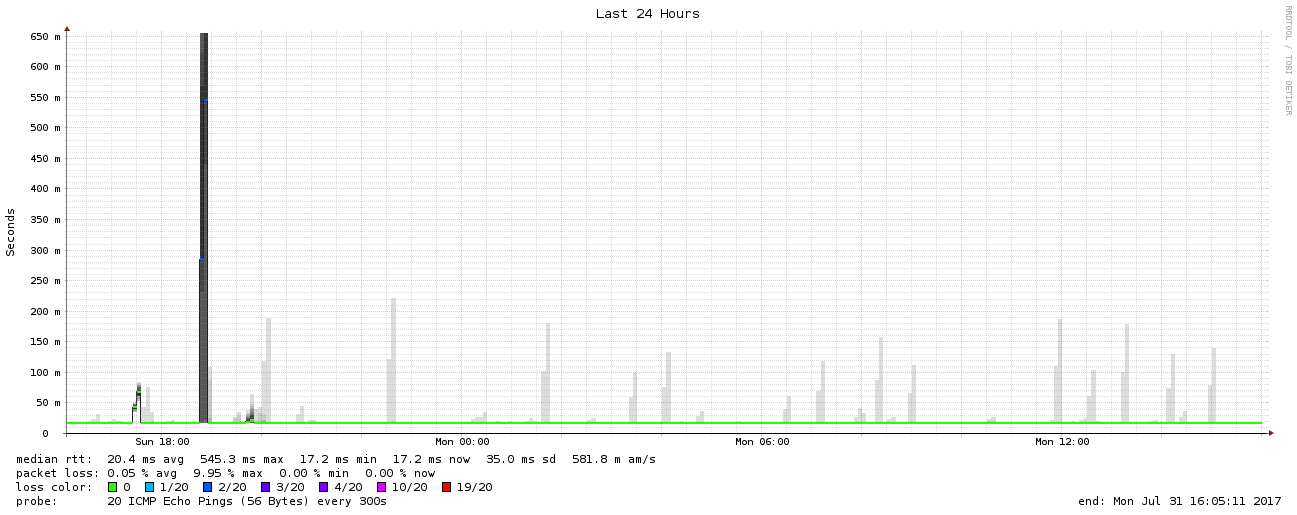 Last 24 Hours
RRDTOOL / TOBI OETIKER
Seconds
650 m
600 m
550 m
500 m
450 m
400 m
350 m
300 m
250 m
200 m
150 m
100 m
50 m
0
Sun 18:00 Mon 00:00 Mon 06:00 Mon 12:00
median rtt: 20.4 ms avg 545.3 ms max 17.2 ms min 17.2 ms now 35.0 ms sd 581.8 m am/s
packet loss: 0.05 % avg 9.95 % max 0.00 % min 0.00 % now
loss color: 0 1/20 2/20 3/20 4/20 10/20 19/20
probe: 20 ICMP Echo Pings (56 Bytes) every 300s end: Mon Jul 31 16:05:11 2017